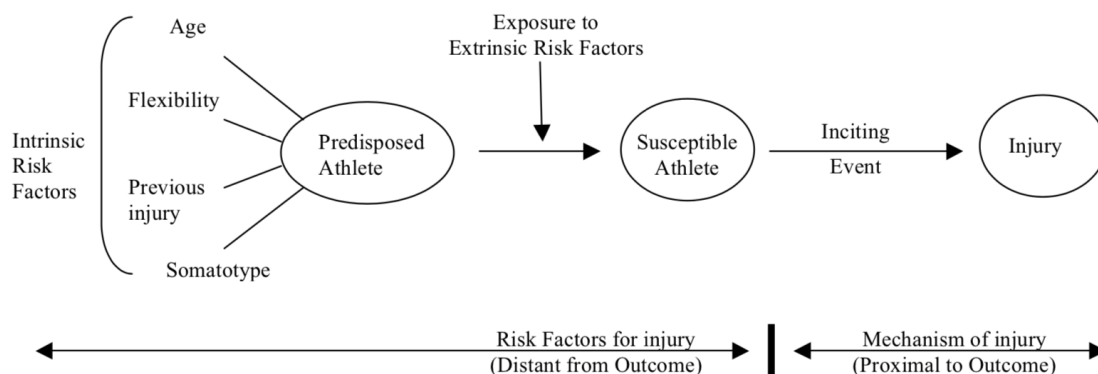 Age
Flexibility
Intrinsic
Risk
Factors
Previous
injury
Somatotype
Predisposed
Athlete
Exposure to
Extrinsic Risk Factors
Susceptible
Athlete
Inciting
Event
Injury
Risk Factors for injury
(Distant from Outcome)
Mechanism of injury
(Proximal to Outcome)